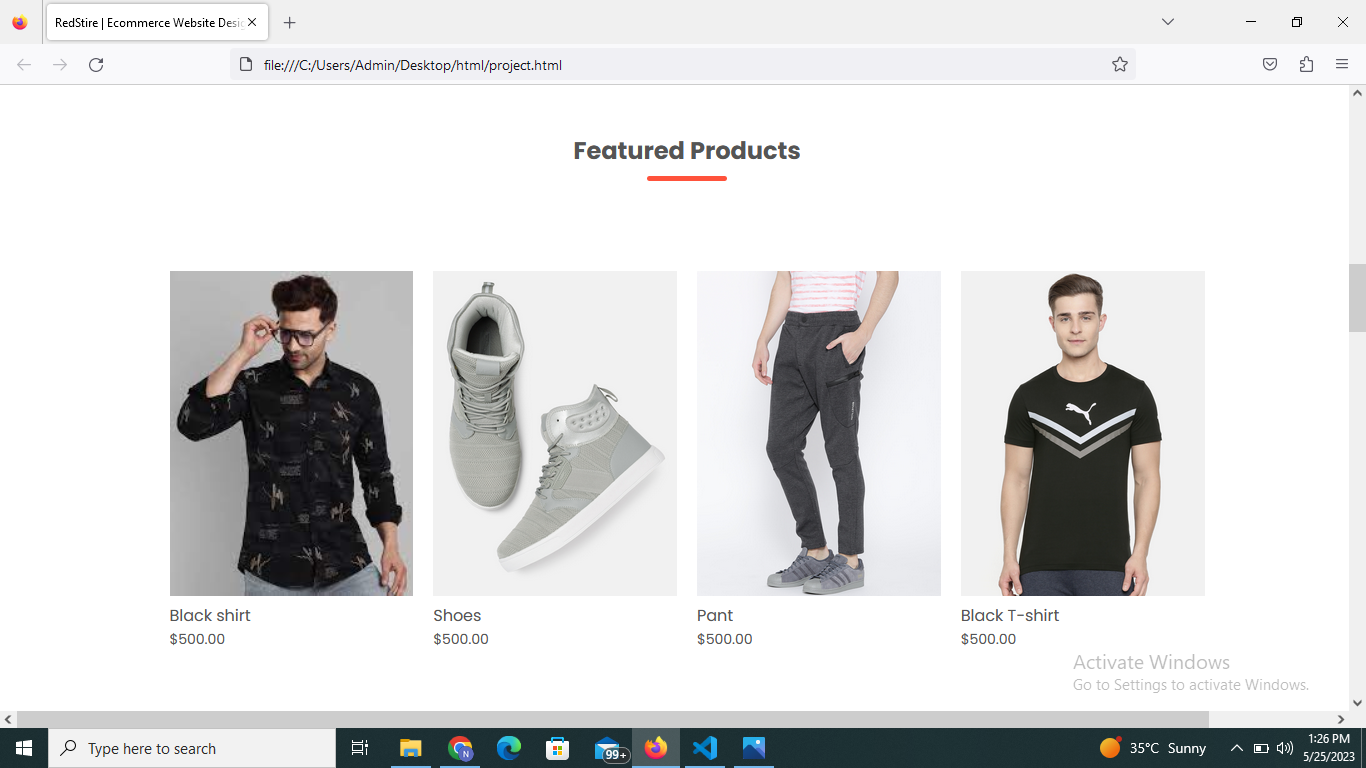 RedStire | Ecommerce Website Desig
file:///C:/Users/Admin/Desktop/html/project.html
Featured Products
Black shirt
$500.00
Shoes
$500.00
Pant
$500.00
Black T-shirt
$500.00
Activate Windows
Go to Settings to activate Windows.
Type here to search
N
99+
35°C Sunny
1:26 PM
5/25/2023